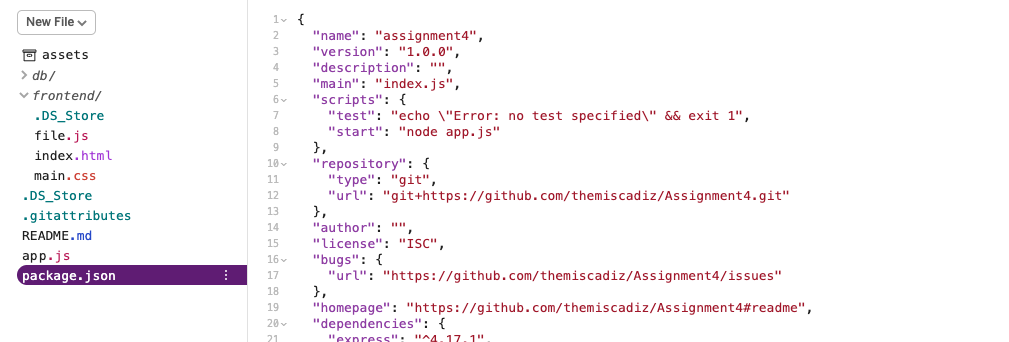 New File
assets
db/
frontend/
.DS_Store
file.js
index.html
main.css
.DS_Store
.gitattributes
README.md
app.js
package.json
1 {
2 "name": "assignment4",
3 "version": "1.0.0",
4 "description": "",
5 "main": "index.js",
6 "scripts": {
7 "test": "echo \"Error: no test specified\" && exit 1",
8 "start": "node app.js"
9 },
10 "repository": {
11 "type": "git",
12 "url": "git+https://github.com/themiscadiz/Assignment4.git"
13 },
14 "author": "",
15 "license": "ISC",
16 "bugs": {
17 "url": "https://github.com/themiscadiz/Assignment4/issues"
18 },
19 "homepage": "https://github.com/themiscadiz/Assignment4#readme",
20 "dependencies": {
21 "express": "^4.17.1",